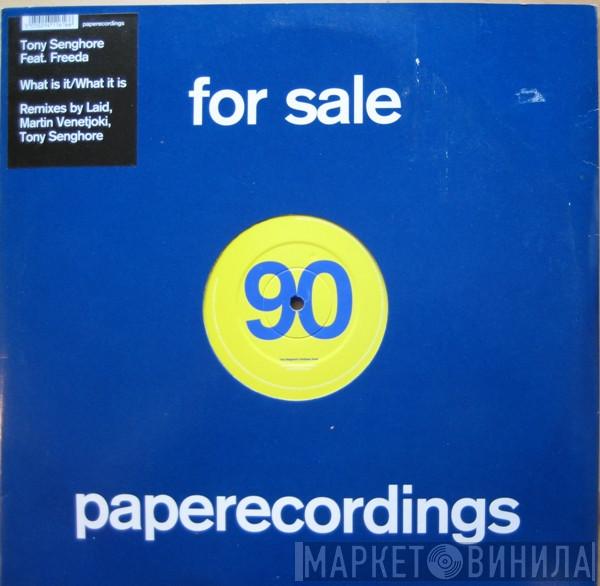 paperecordings
Tony Senghore
Feat. Freeda
What is it/What it is
Remixes by Laid,
Martin Venetjoki,
Tony Senghore
for sale
90
paperecordings
МАРКЕТ ВИНИЛА